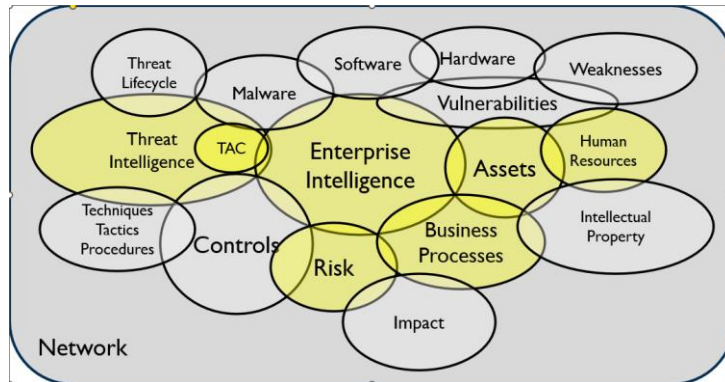 Threat
Lifecycle
Malware
Software
Hardware
Weaknesses
Vulnerabilities
Threat
Intelligence
TAC
Enterprise
Intelligence
Assets
Human
Resources
Techniques
Tactics
Procedures
Controls
Risk
Business
Processes
Intellectual
Property
Impact
Network